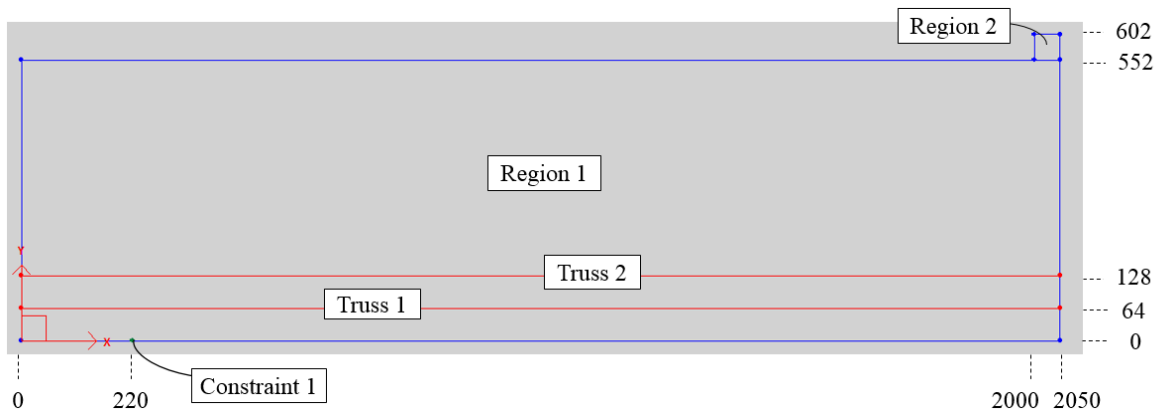 Region 2
602
552
Region 1
Y
Truss 2
128
Truss 1
64
X
0
Constraint 1
0
220
2000
2050